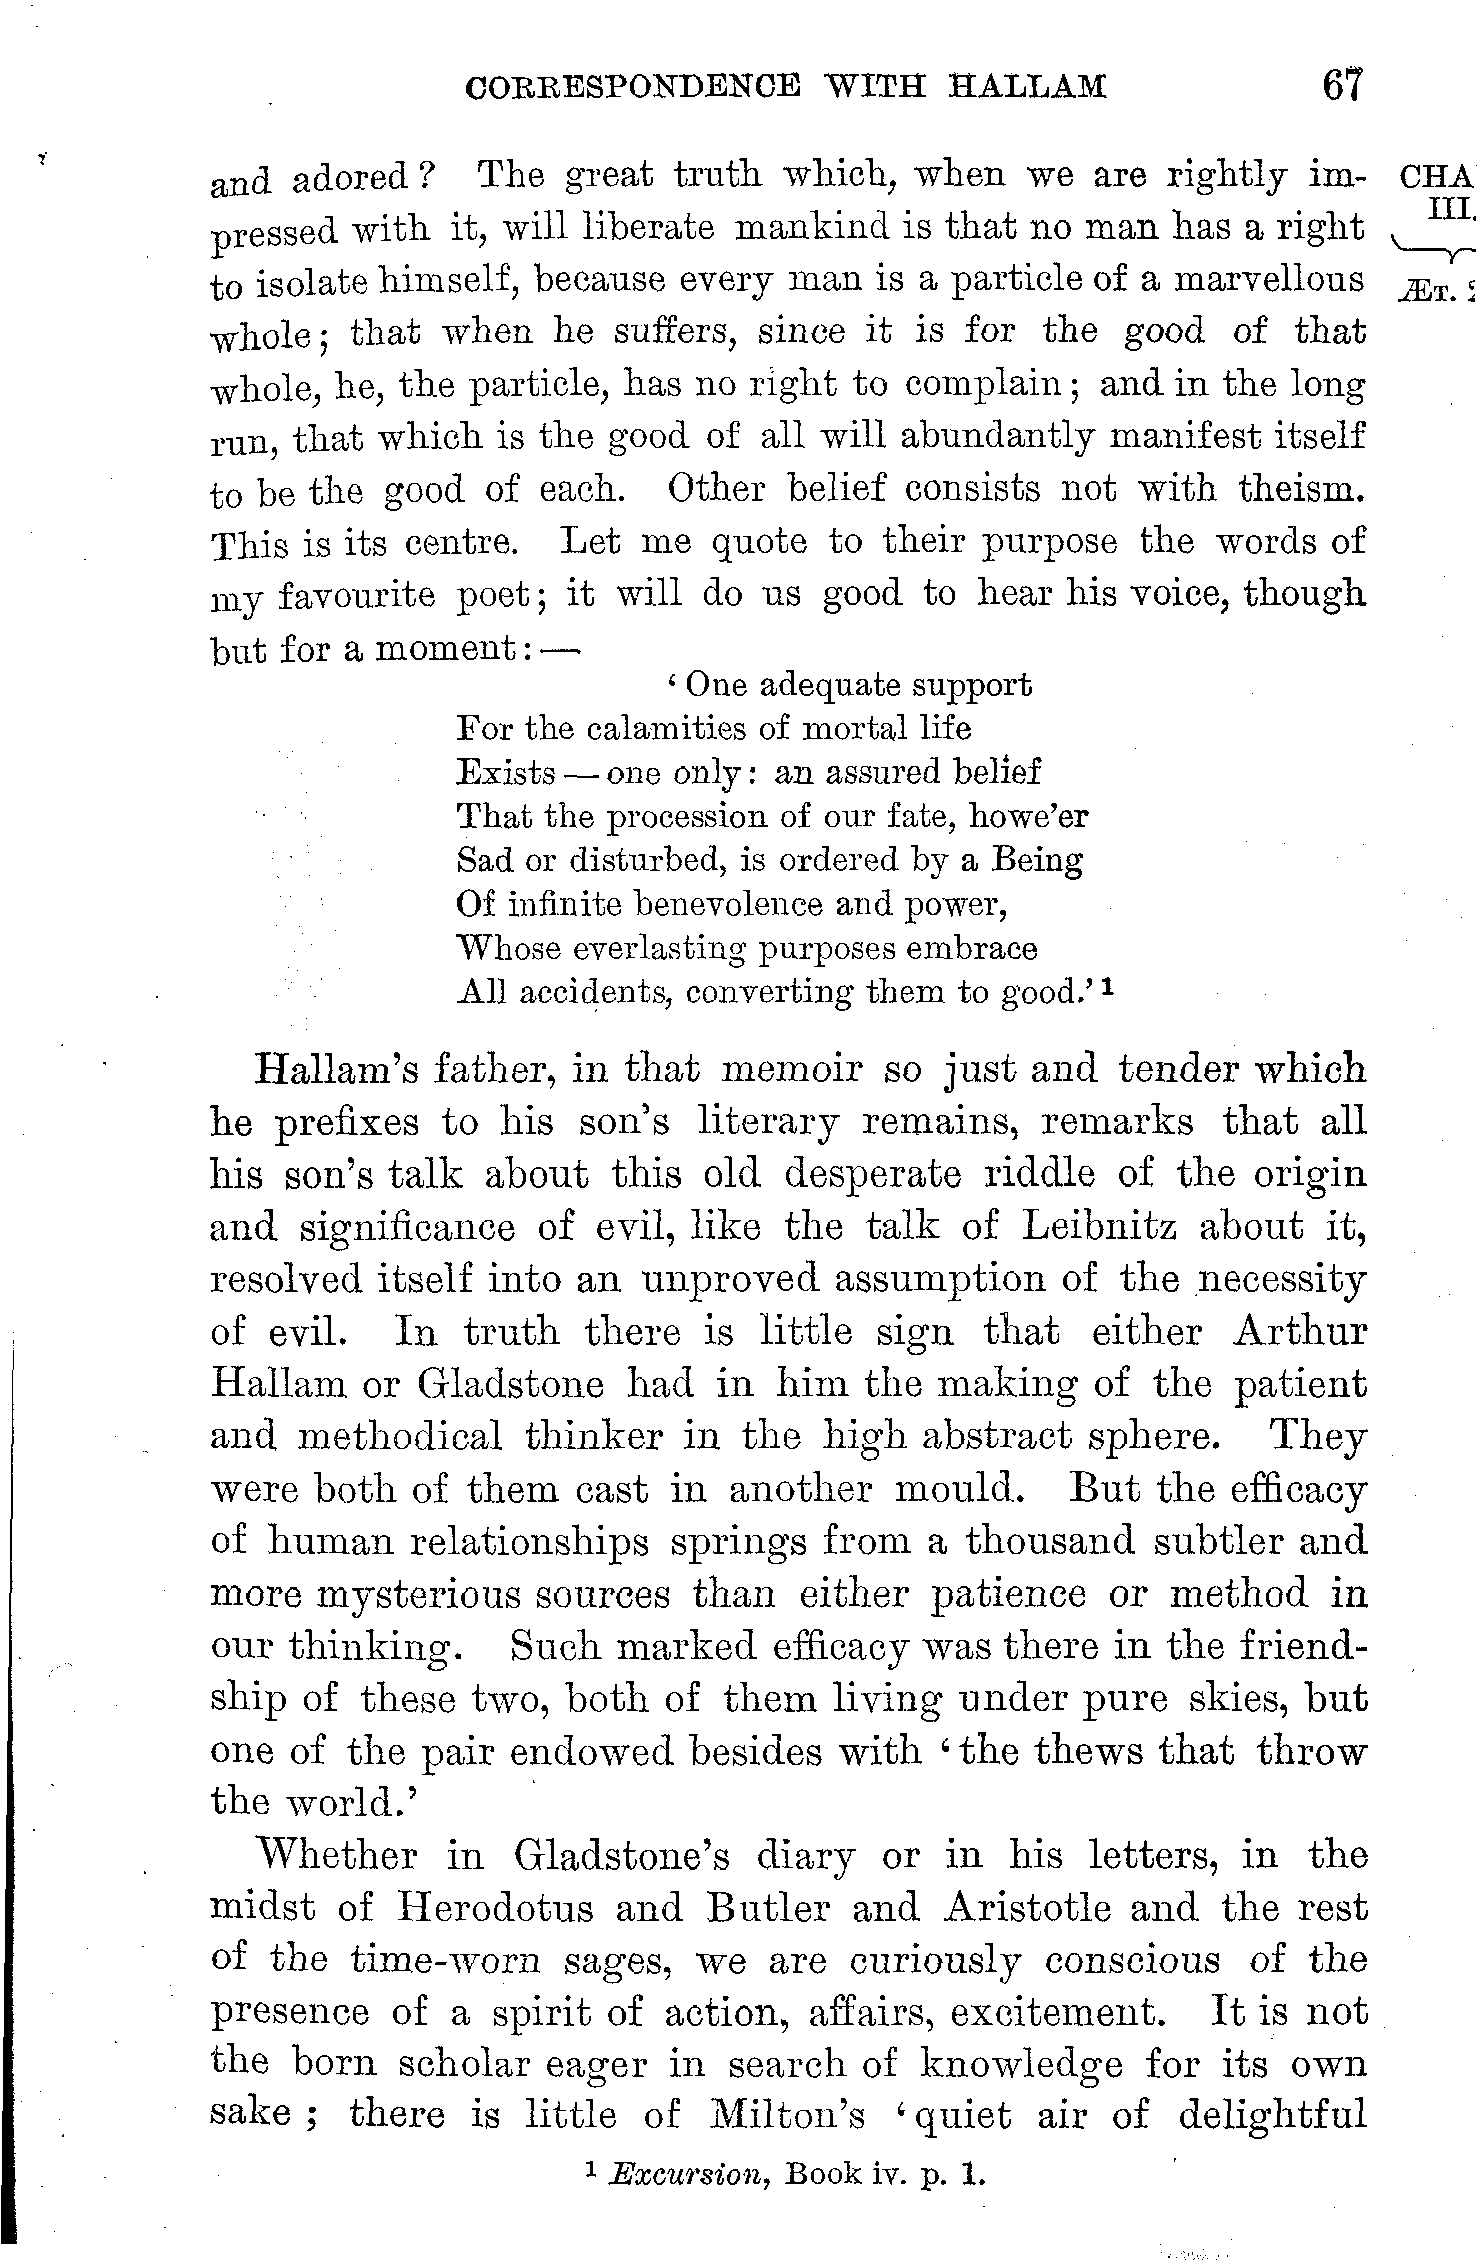 CORRESPONDENCE WITH HALLAM 67
and adored? The great truth which, when we are rightly im-
pressed with it, will liberate mankind is that no man has a right
to isolate himself, because every man is a particle of a marvellous
whole; that when he suffers, since it is for the good of that
whole, he, the particle, has no right to complain; and in the long
run, that which is the good of all will abundantly manifest itself
to be the good of each. Other belief consists not with theism.
This is its centre. Let me quote to their purpose the words of
my favourite poet; it will do us good to hear his voice, though
but for a moment:—
CHA
III.
ÆT.
‘One adequate support
For the calamities of mortal life
Exists—one only: an assured belief
That the procession of our fate, howe'er
Sad or disturbed, is ordered by a Being
Of infinite benevolence and power,
Whose everlasting purposes embrace
All accidents, converting them to good.’1
Hallam's father, in that memoir so just and tender which
he prefixes to his son's literary remains, remarks that all
his son's talk about this old desperate riddle of the origin
and significance of evil, like the talk of Leibnitz about it,
resolved itself into an unproved assumption of the necessity
of evil. In truth there is little sign that either Arthur
Hallam or Gladstone had in him the making of the patient
and methodical thinker in the high abstract sphere. They
were both of them cast in another mould. But the efficacy
of human relationships springs from a thousand subtler and
more mysterious sources than either patience or method in
our thinking. Such marked efficacy was there in the friend-
ship of these two, both of them living under pure skies, but
one of the pair endowed besides with ‘the thews that throw
the world.’
Whether in Gladstone's diary or in his letters, in the
midst of Herodotus and Butler and Aristotle and the rest
of the time-worn sages, we are curiously conscious of the
presence of a spirit of action, affairs, excitement. It is not
the born scholar eager in search of knowledge for its own
sake; there is little of Milton's ‘quiet air of delightful
1 Excursion, Book iv. p. 1.